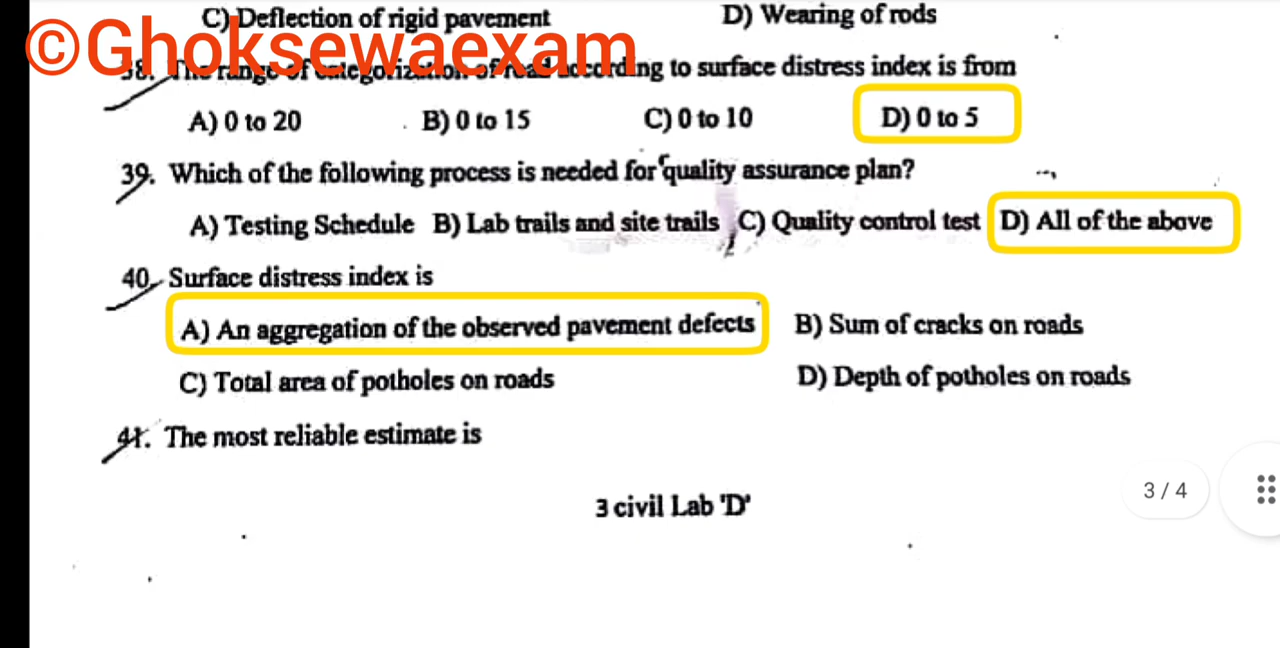 C) Deflection of rigid pavement D) Wearing of rods
©Ghoksewaexam
38. The range of categorization of road according to surface distress index is from
A) 0 to 20 B) 0 to 15 C) 0 to 10 D) 0 to 5
39. Which of the following process is needed for quality assurance plan?
A) Testing Schedule B) Lab trails and site trails C) Quality control test D) All of the above
40. Surface distress index is
A) An aggregation of the observed pavement defects B) Sum of cracks on roads
C) Total area of potholes on roads D) Depth of potholes on roads
41. The most reliable estimate is
3 / 4
3 civil Lab 'D'